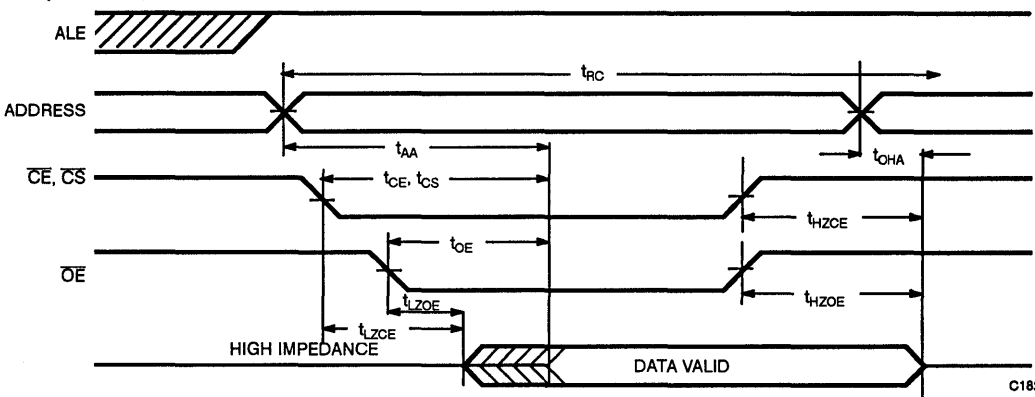 ALE
tRC
ADDRESS
tAA
tOHA
CE, CS
tCE, tCS
tHZCE
tOE
OE
tHZOE
tLZOE
tLZCE
HIGH IMPEDANCE
DATA VALID